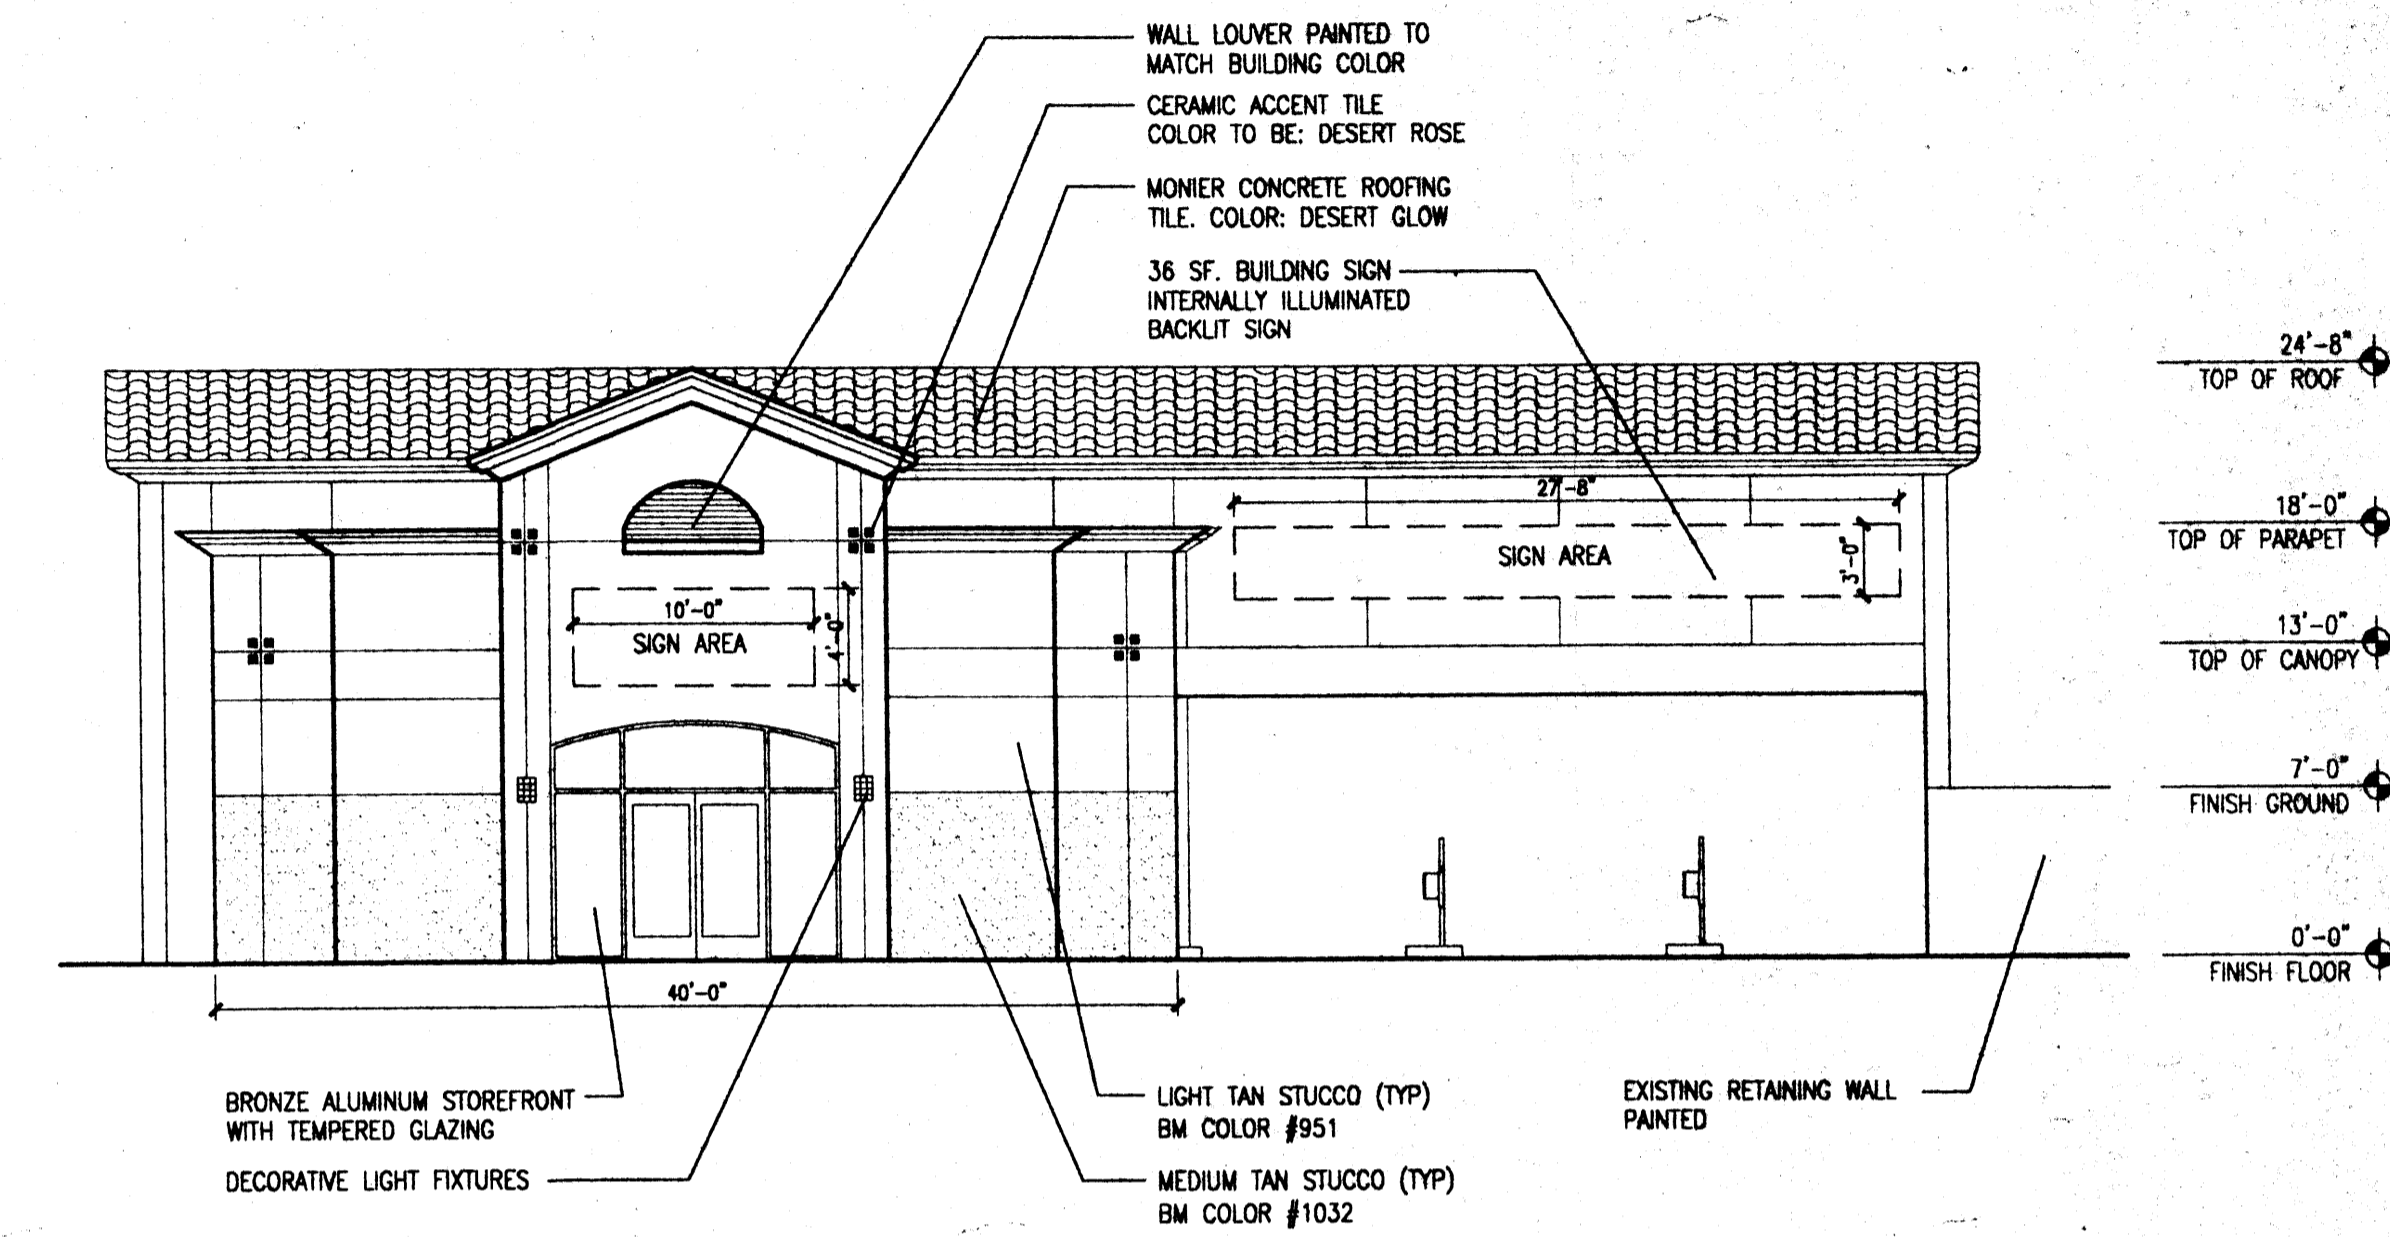 WALL LOUVER PAINTED TO
MATCH BUILDING COLOR
CERAMIC ACCENT TILE
COLOR TO BE: DESERT ROSE
MONIER CONCRETE ROOFING
TILE. COLOR: DESERT GLOW
36 SF. BUILDING SIGN
INTERNALLY ILLUMINATED
BACKLIT SIGN
24'-8"
TOP OF ROOF
27'-8"
18'-0"
TOP OF PARAPET
SIGN AREA
3'-0"
10'-0"
SIGN AREA
4'-0"
13'-0"
TOP OF CANOPY
7'-0"
FINISH GROUND
0'-0"
FINISH FLOOR
40'-0"
BRONZE ALUMINUM STOREFRONT
WITH TEMPERED GLAZING
DECORATIVE LIGHT FIXTURES
LIGHT TAN STUCCO (TYP)
BM COLOR #951
MEDIUM TAN STUCCO (TYP)
BM COLOR #1032
EXISTING RETAINING WALL
PAINTED